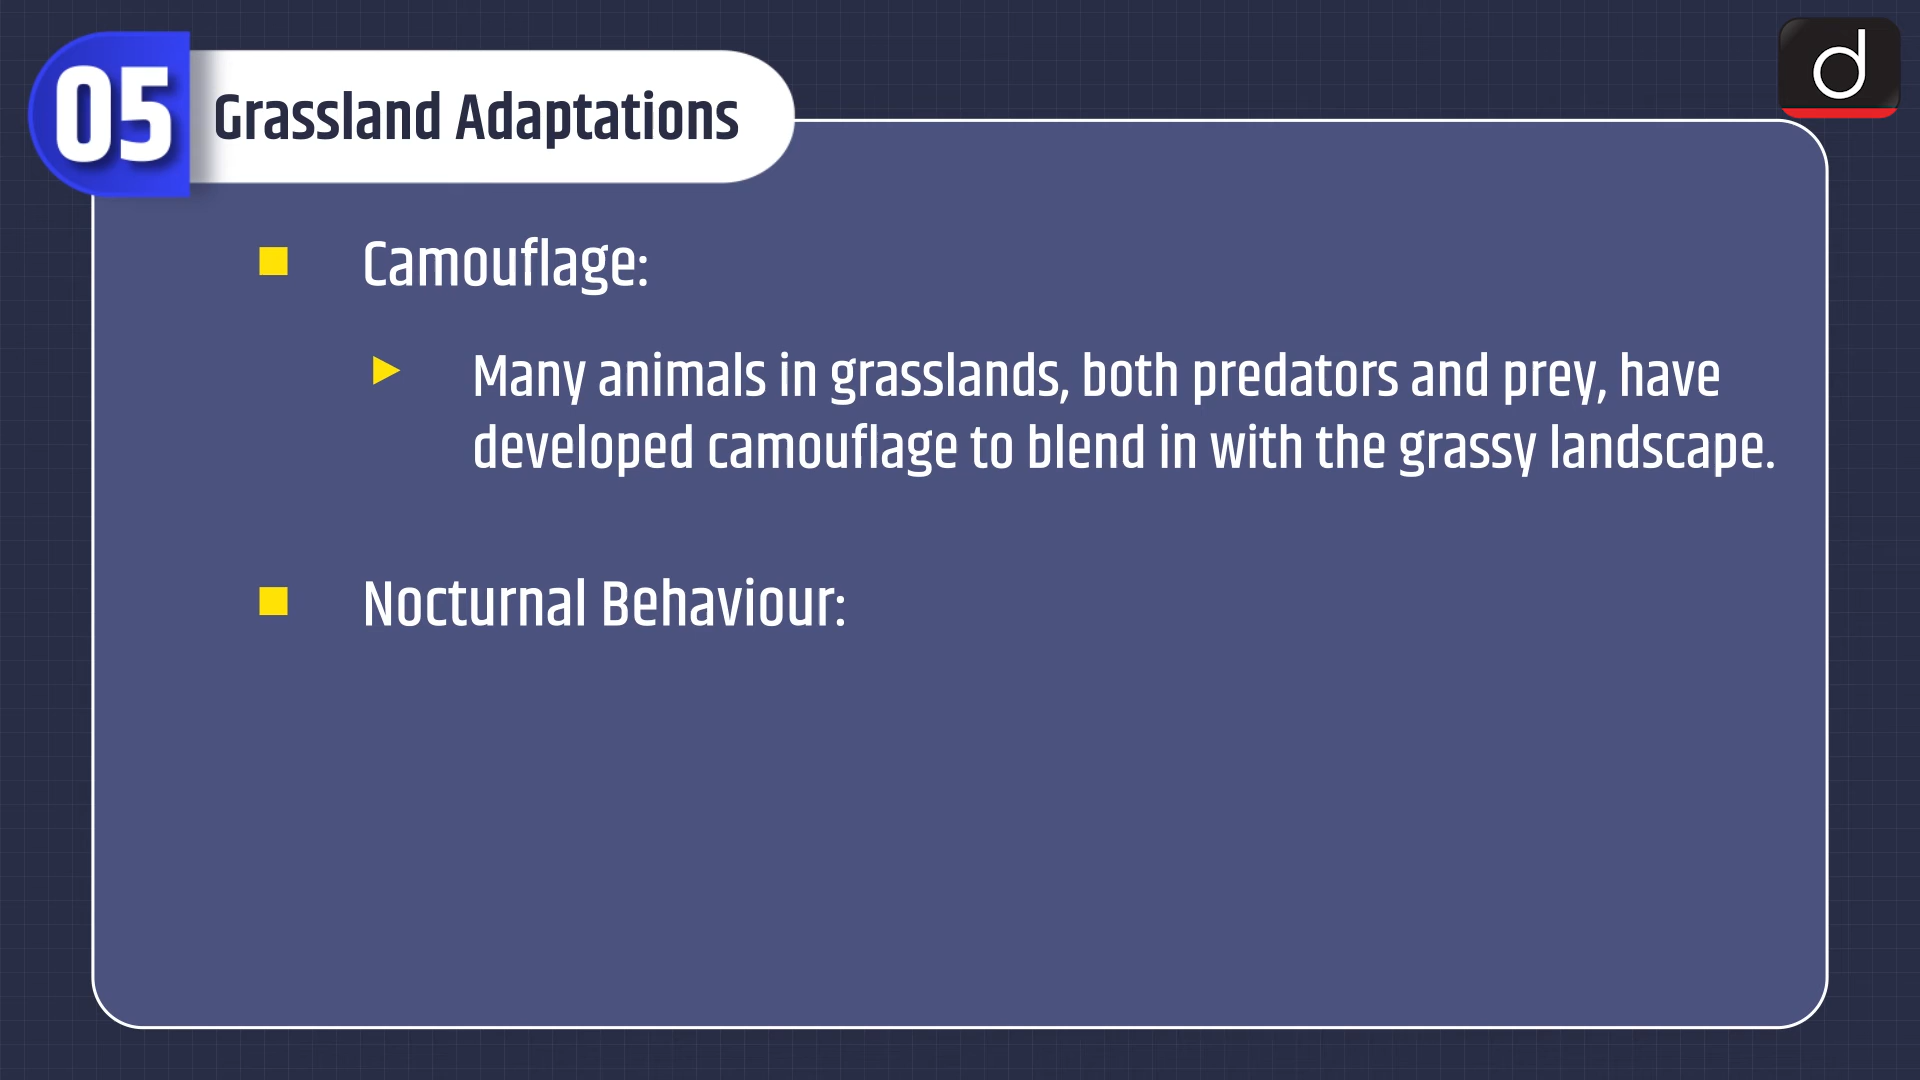 05
Grassland Adaptations
d
Camouflage:
Many animals in grasslands, both predators and prey, have
developed camouflage to blend in with the grassy landscape.
Nocturnal Behaviour: